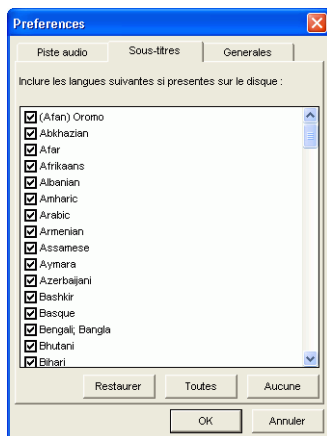 Preferences
Piste audio Sous-titres Generales
Inclure les langues suivantes si presentes sur le disque :
(Afan) Oromo
Abkhazian
Afar
Afrikaans
Albanian
Amharic
Arabic
Armenian
Assamese
Aymara
Azerbaijani
Bashkir
Basque
Bengali; Bangla
Bhutani
Bihari
Restaurer Toutes Aucune
OK Annuler